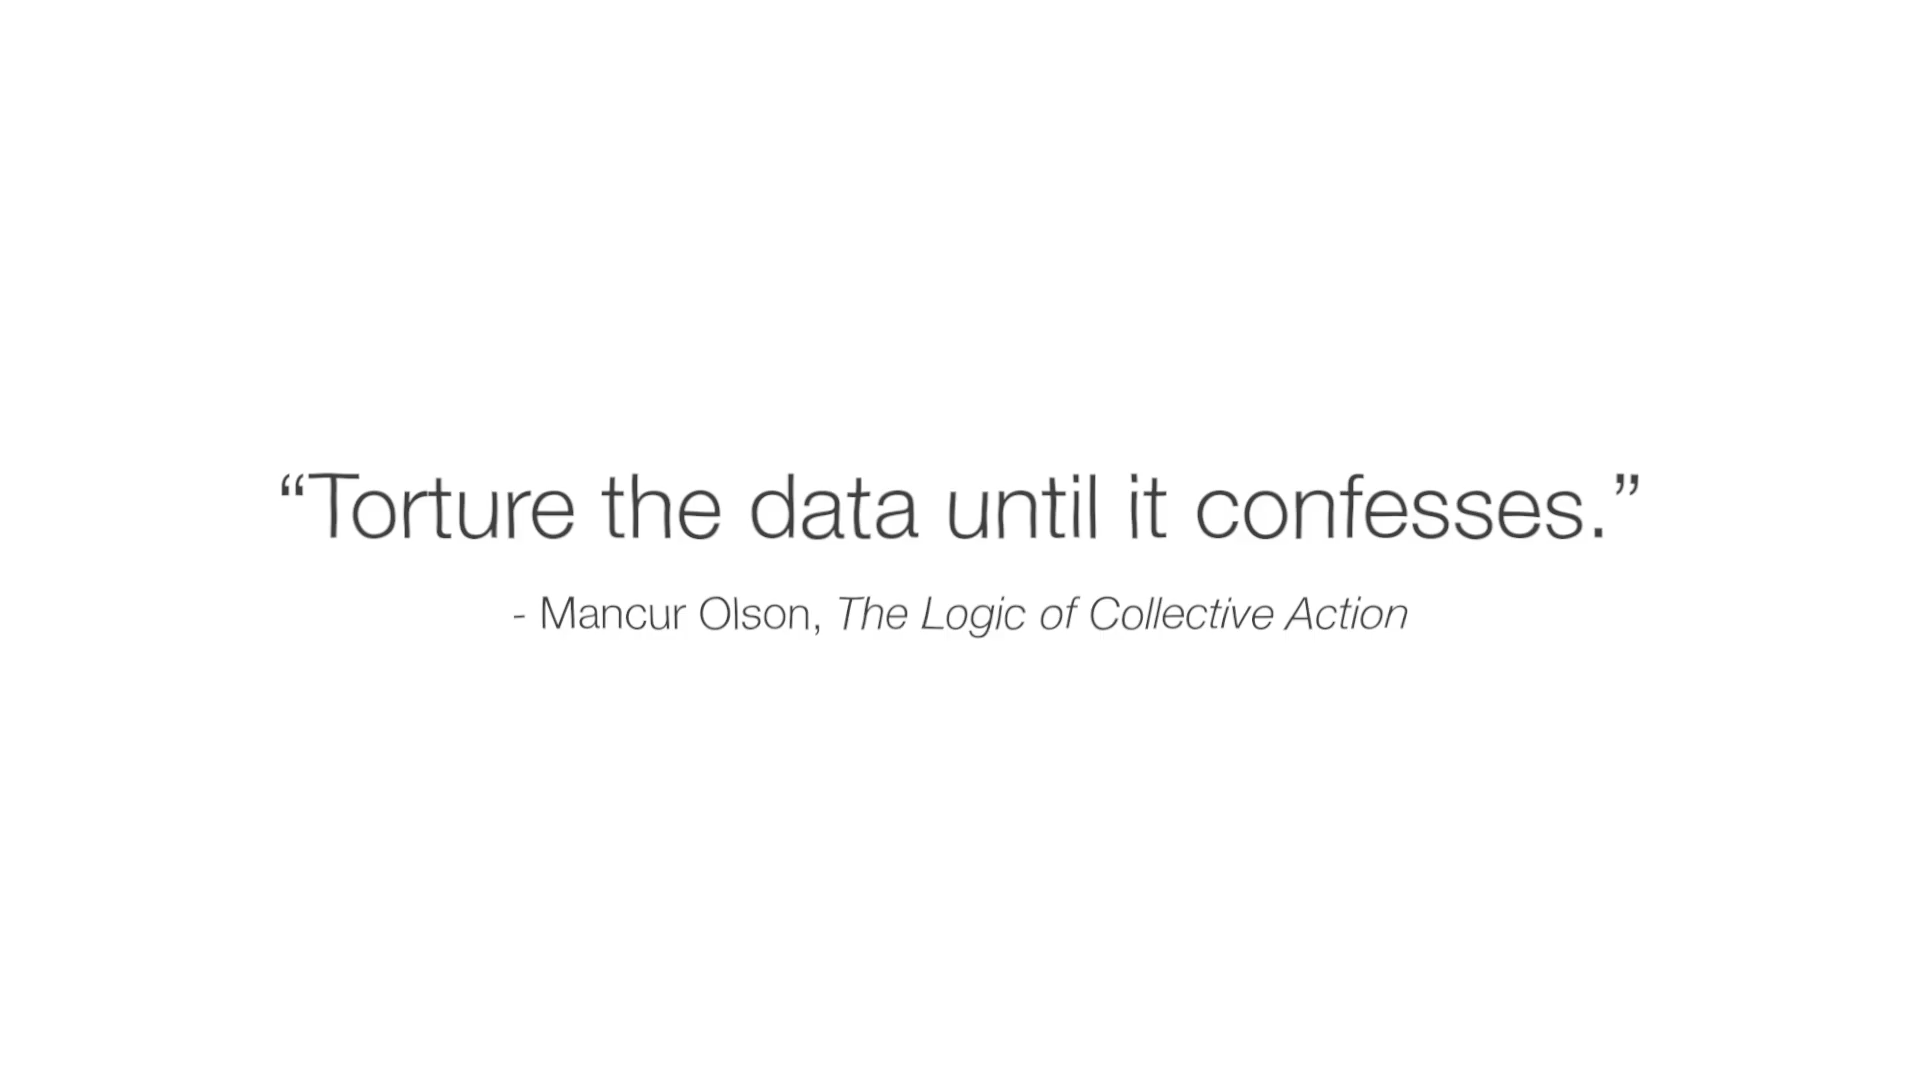 “Torture the data until it confesses.”
- Mancur Olson, The Logic of Collective Action